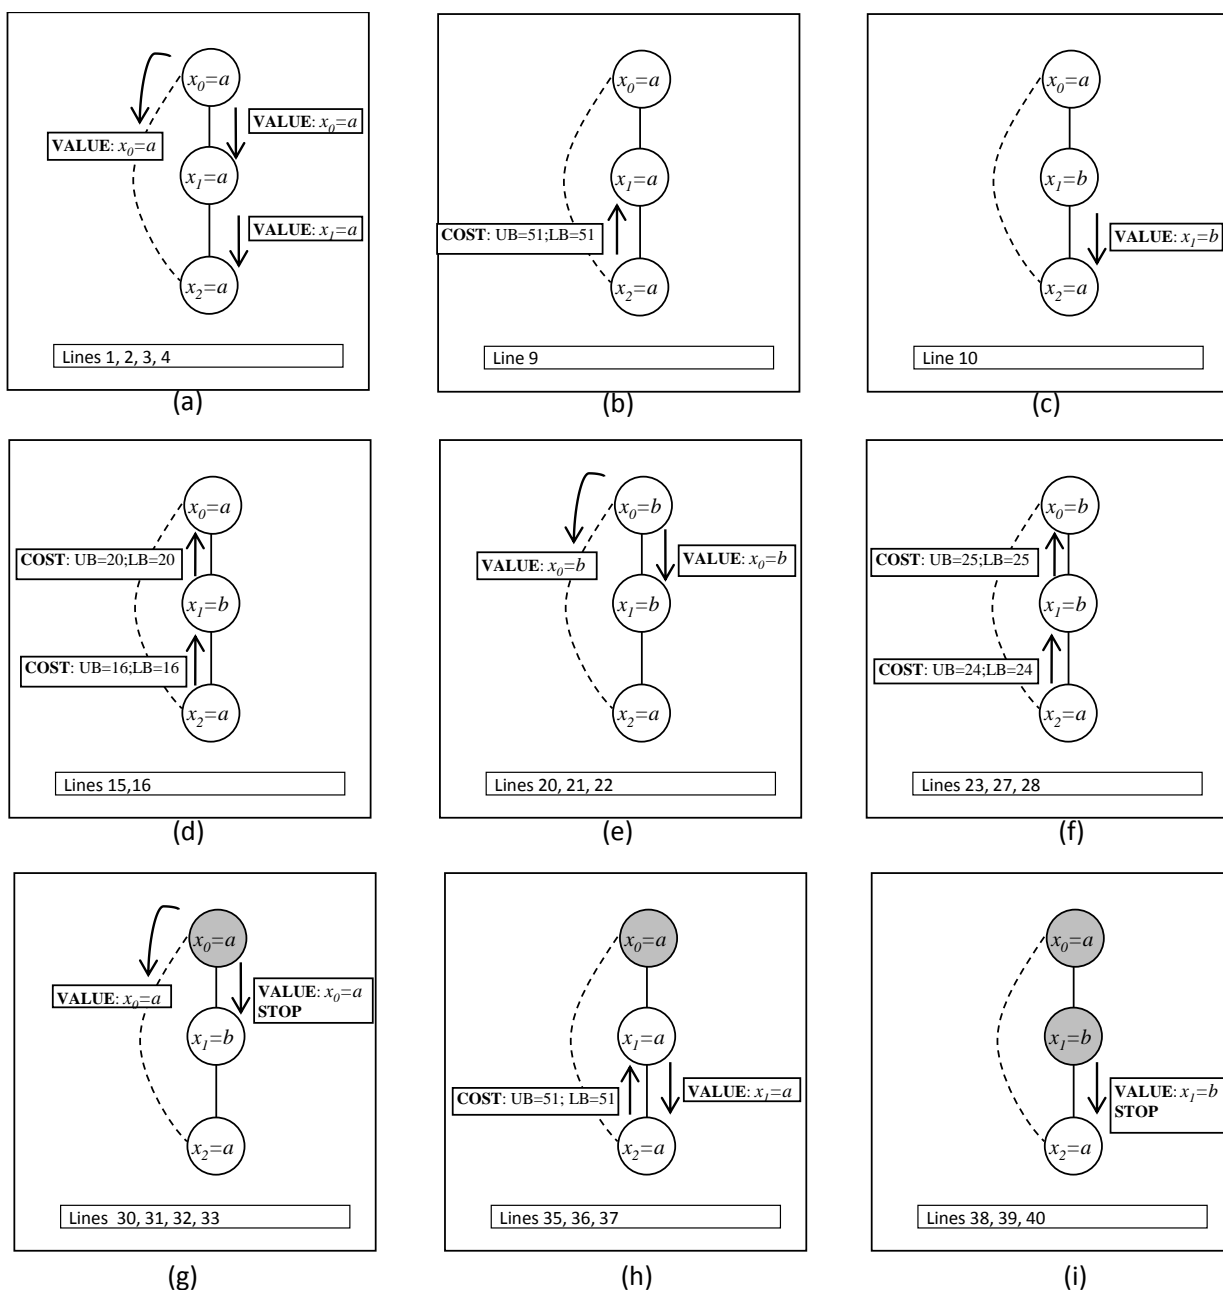 x0=a
VALUE: x0=a
VALUE: x0=a
x1=a
VALUE: x1=a
x2=a
Lines 1, 2, 3, 4
(a)
x0=a
x1=a
COST: UB=51;LB=51
x2=a
Line 9
(b)
x0=a
x1=b
VALUE: x1=b
x2=a
Line 10
(c)
x0=a
COST: UB=20;LB=20
x1=b
COST: UB=16;LB=16
x2=a
Lines 15,16
(d)
x0=b
VALUE: x0=b
VALUE: x0=b
x1=b
x2=a
Lines 20, 21, 22
(e)
x0=b
COST: UB=25;LB=25
x1=b
COST: UB=24;LB=24
x2=a
Lines 23, 27, 28
(f)
x0=a
VALUE: x0=a
VALUE: x0=a
STOP
x1=b
x2=a
Lines 30, 31, 32, 33
(g)
x0=a
x1=a
COST: UB=51; LB=51
VALUE: x1=a
x2=a
Lines 35, 36, 37
(h)
x0=a
x1=b
VALUE: x1=b
STOP
x2=a
Lines 38, 39, 40
(i)